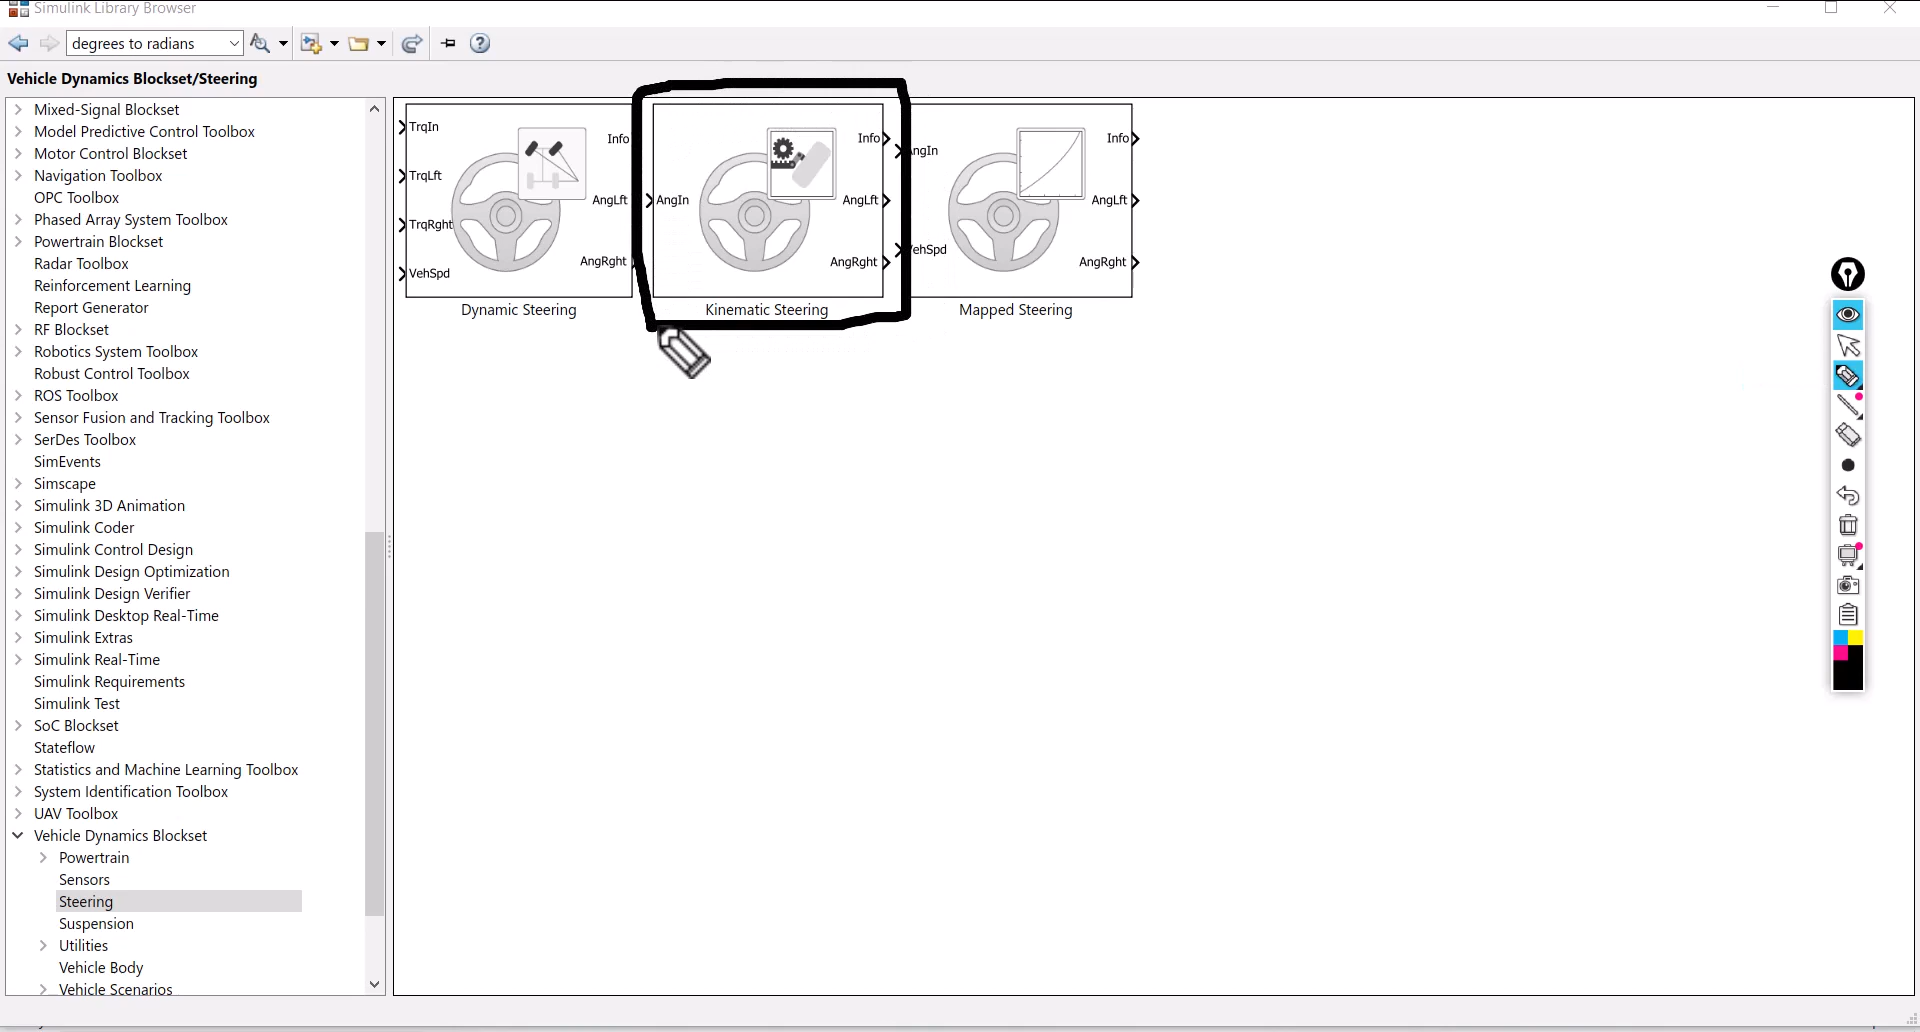 Simulink Library Browser
degrees to radians
Vehicle Dynamics Blockset/Steering
Mixed-Signal Blockset
Model Predictive Control Toolbox
Motor Control Blockset
Navigation Toolbox
OPC Toolbox
Phased Array System Toolbox
Powertrain Blockset
Radar Toolbox
Reinforcement Learning
Report Generator
RF Blockset
Robotics System Toolbox
Robust Control Toolbox
ROS Toolbox
Sensor Fusion and Tracking Toolbox
SerDes Toolbox
SimEvents
Simscape
Simulink 3D Animation
Simulink Coder
Simulink Control Design
Simulink Design Optimization
Simulink Design Verifier
Simulink Desktop Real-Time
Simulink Extras
Simulink Real-Time
Simulink Requirements
Simulink Test
SoC Blockset
Stateflow
Statistics and Machine Learning Toolbox
System Identification Toolbox
UAV Toolbox
Vehicle Dynamics Blockset
Powertrain
Sensors
Steering
Suspension
Utilities
Vehicle Body
Vehicle Scenarios
TrqIn
TrqLft
TrqRght
VehSpd
Info
AngLft
AngRght
Dynamic Steering
AngIn
Info
AngLft
AngRght
Kinematic Steering
AngIn
VehSpd
Info
AngLft
AngRght
Mapped Steering